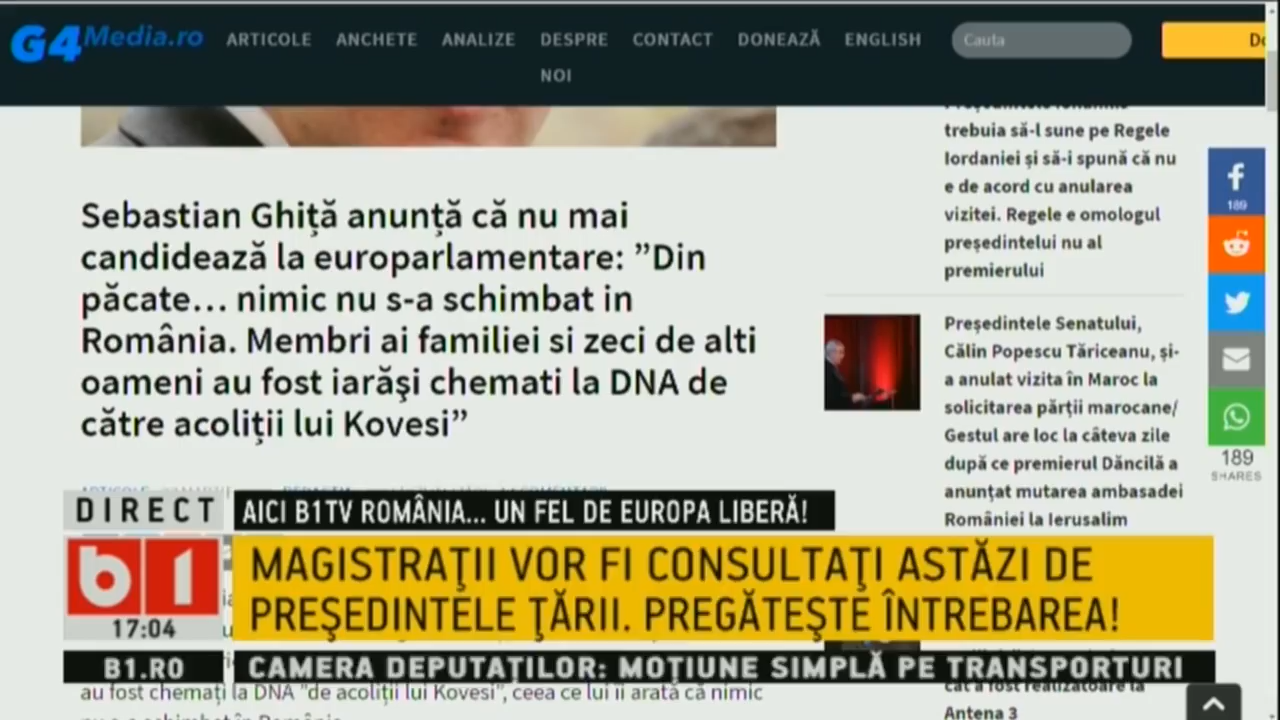 G4Media.ro
ARTICOLE ANCHETE ANALIZE DESPRE NOI CONTACT DONEAZĂ ENGLISH
Cauta
trebuia să-l sune pe Regele
Iordaniei și să-i spună că nu
e de acord cu anularea
vizitei. Regele e omologul
președintelui nu al
premierului
Sebastian Ghiță anunță că nu mai
candidează la europarlamentare: ”Din
păcate… nimic nu s-a schimbat in
România. Membri ai familiei si zeci de alti
oameni au fost iarăşi chemati la DNA de
către acoliții lui Kovesi”
Președintele Senatului,
Călin Popescu Tăriceanu, și-
a anulat vizita în Maroc la
solicitarea părții marocane/
Gestul are loc la câteva zile
după ce premierul Dăncilă a
anunțat mutarea ambasadei
României la Ierusalim
189
189
SHARES
DIRECT
AICI B1TV ROMÂNIA... UN FEL DE EUROPA LIBERĂ!
b1
MAGISTRAŢII VOR FI CONSULTAŢI ASTĂZI DE
PREŞEDINTELE ŢĂRII. PREGĂTEŞTE ÎNTREBAREA!
17:04
B1.RO
CAMERA DEPUTAŢILOR: MOŢIUNE SIMPLĂ PE TRANSPORTURI
au fost chemați la DNA ”de acoliții lui Kovesi”, ceea ce lui îi arată că nimic
cat a fost realizatoare la
Antena 3